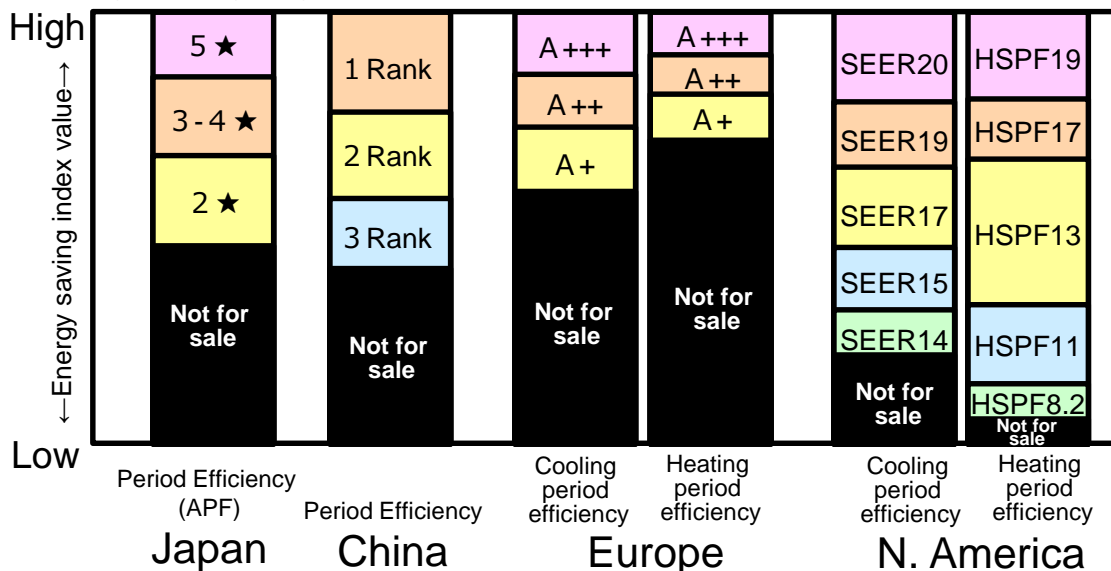 High
←Energy saving index value→
Low
5 ★
3 - 4 ★
2 ★
Not for
sale
Period Efficiency
(APF)
Japan
1 Rank
2 Rank
3 Rank
Not for
sale
Period Efficiency
China
A +++
A ++
A +
Not for
sale
Cooling
period
efficiency
A +++
A ++
A +
Not for
sale
Heating
period
efficiency
Europe
SEER20
SEER19
SEER17
SEER15
SEER14
Not for
sale
Cooling
period
efficiency
HSPF19
HSPF17
HSPF13
HSPF11
HSPF8.2
Not for
sale
Heating
period
efficiency
N. America